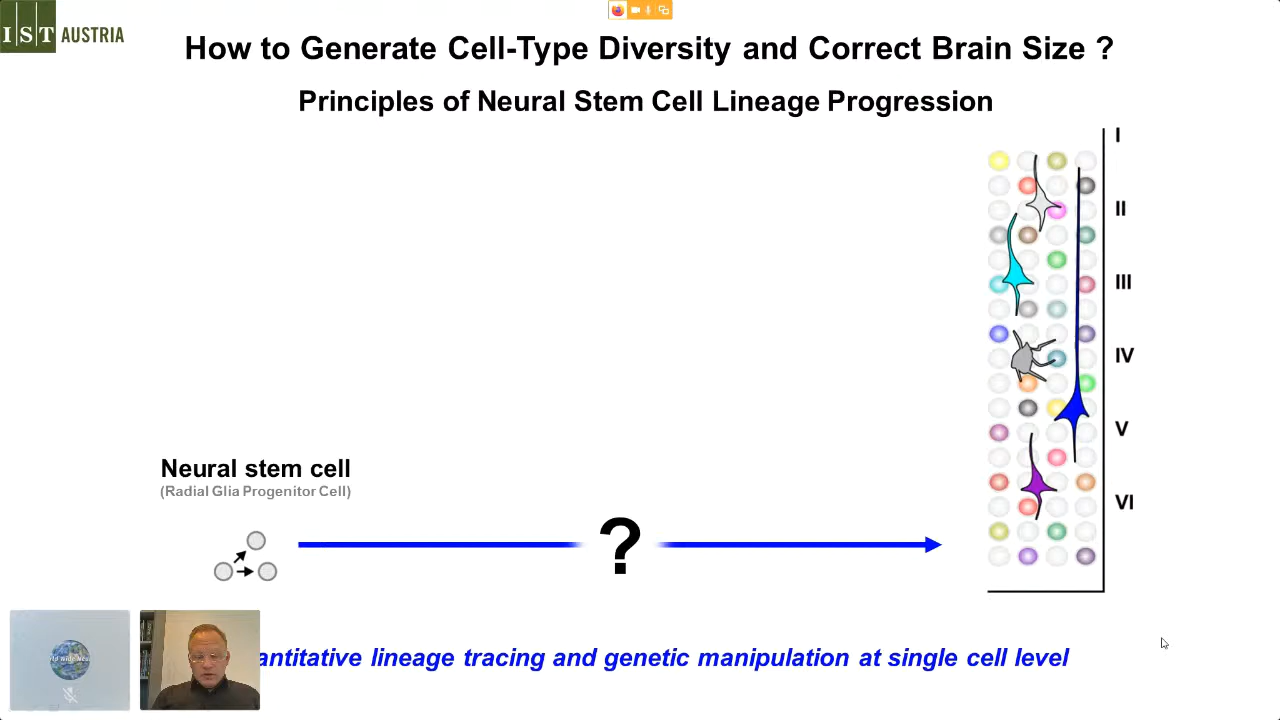 IST AUSTRIA
How to Generate Cell-Type Diversity and Correct Brain Size ?
Principles of Neural Stem Cell Lineage Progression
I
II
III
IV
V
VI
Neural stem cell
(Radial Glia Progenitor Cell)
?
antitative lineage tracing and genetic manipulation at single cell level